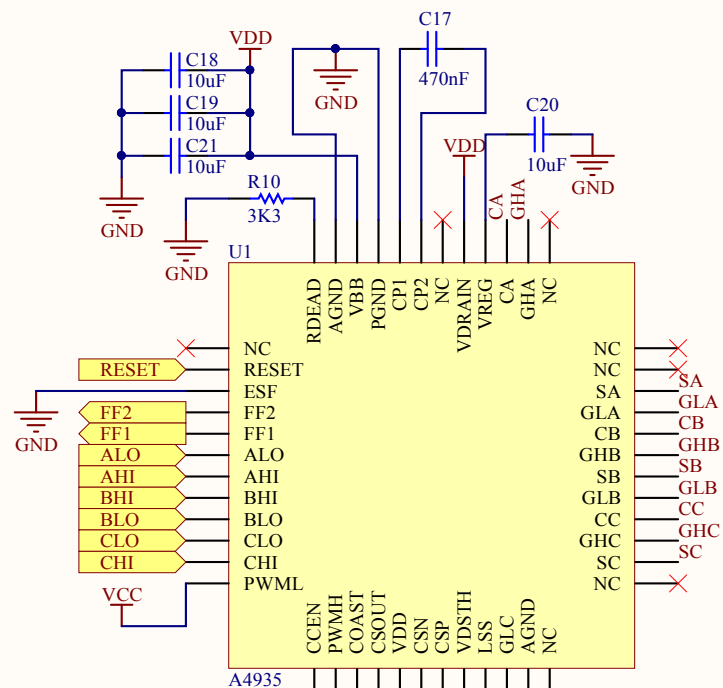 C17
470nF
VDD
C18
10uF
C19
10uF
C21
10uF
GND
GND
C20
10uF
GND
VDD
R10
3K3
GND
GND
CA
GHA
U1
RDEAD
AGND
VBB
PGND
CP1
CP2
NC
VDRAIN
VREG
CA
GHA
NC
NC
RESET
RESET
ESF
GND
FF2
FF2
FF1
FF1
ALO
ALO
AHI
AHI
BHI
BHI
BLO
BLO
CLO
CLO
CHI
CHI
PWML
VCC
NC
NC
SA
SA
GLA
GLA
CB
CB
GHB
GHB
SB
SB
GLB
GLB
CC
CC
GHC
GHC
SC
SC
NC
CCEN
PWMH
COAST
CSOUT
VDD
CSN
CSP
VDSTH
LSS
GLC
AGND
NC
A4935